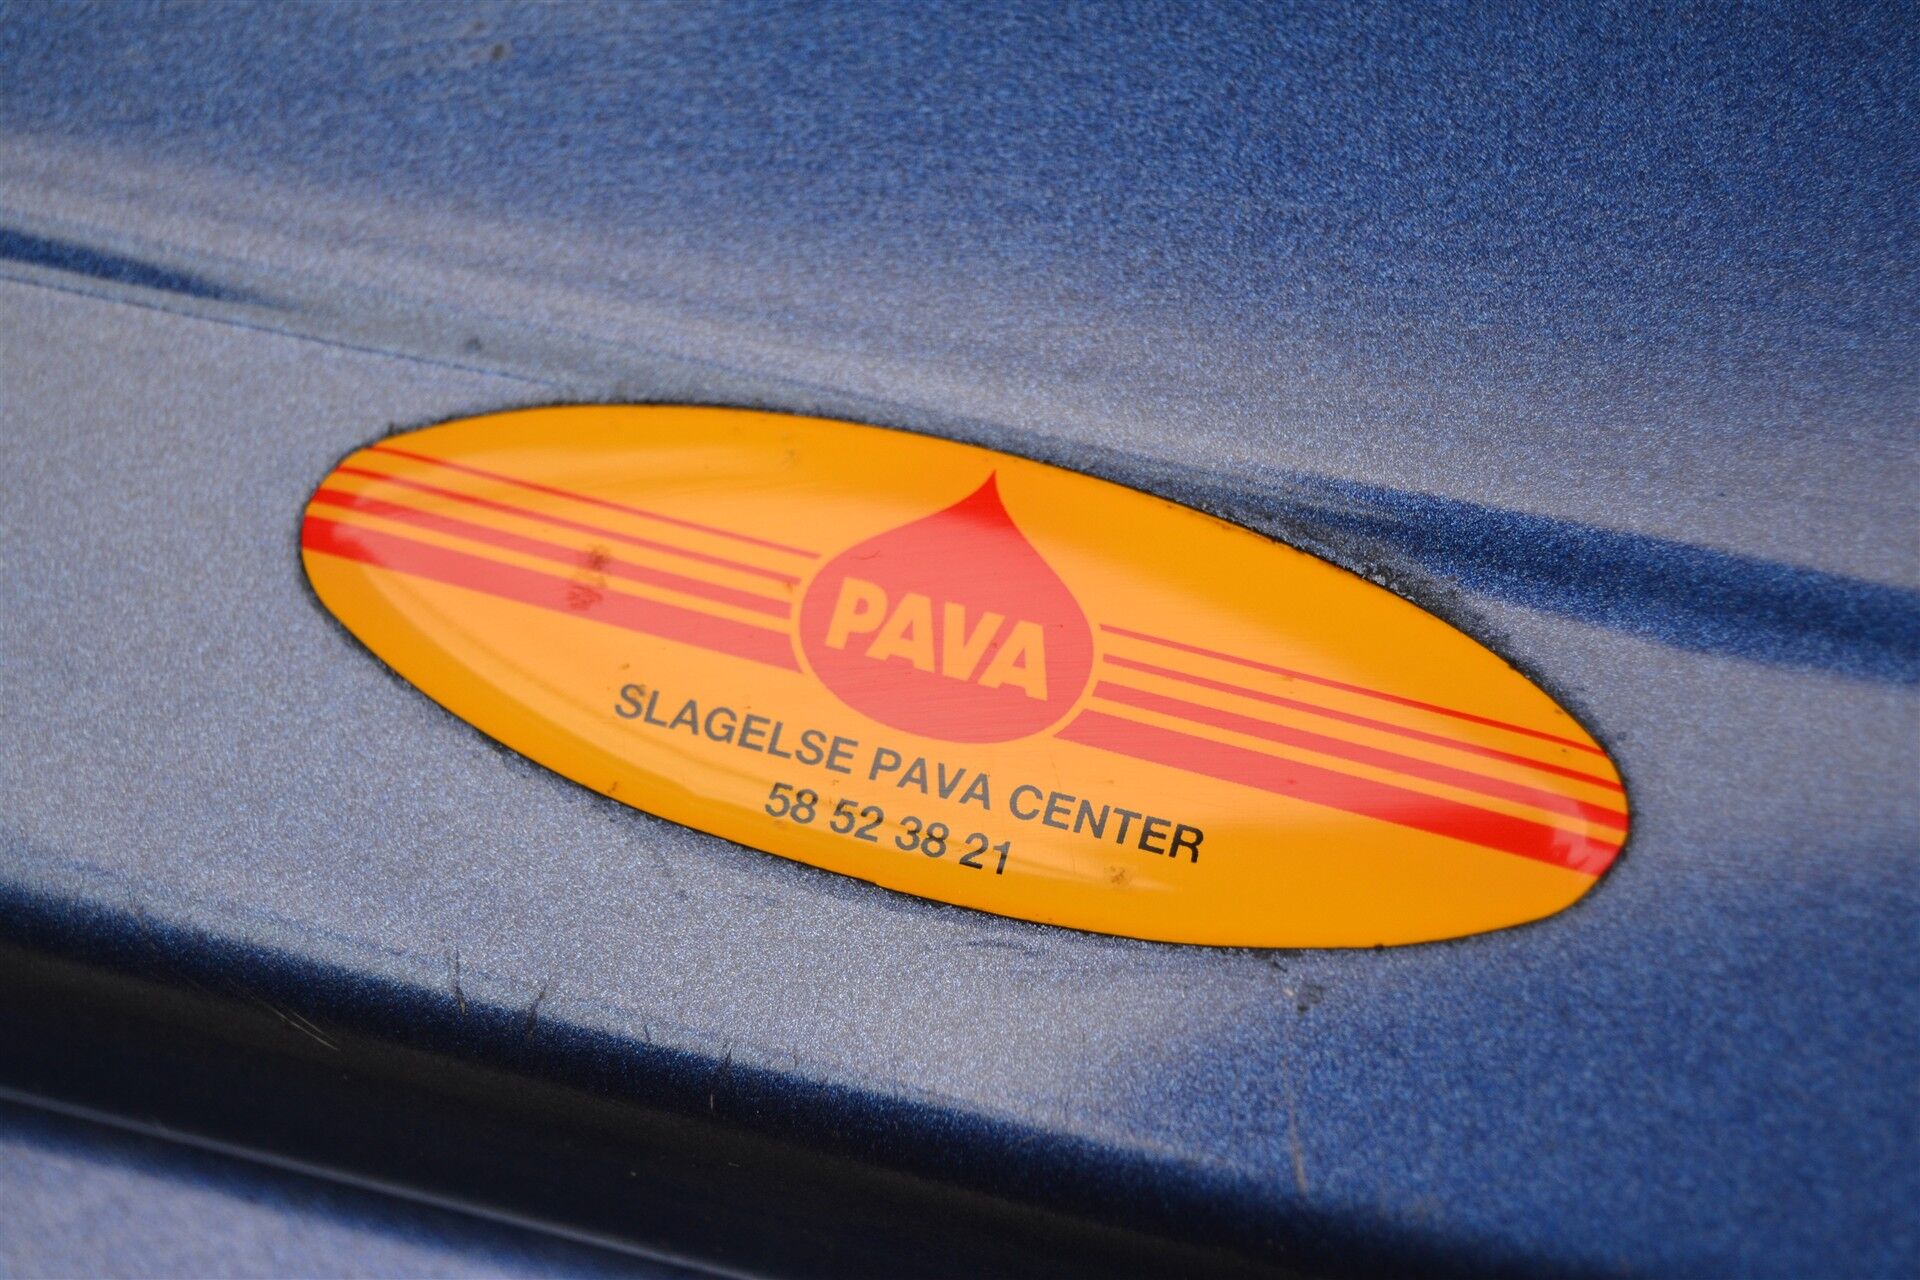 PAVA
SLAGELSE PAVA CENTER
58 52 38 21